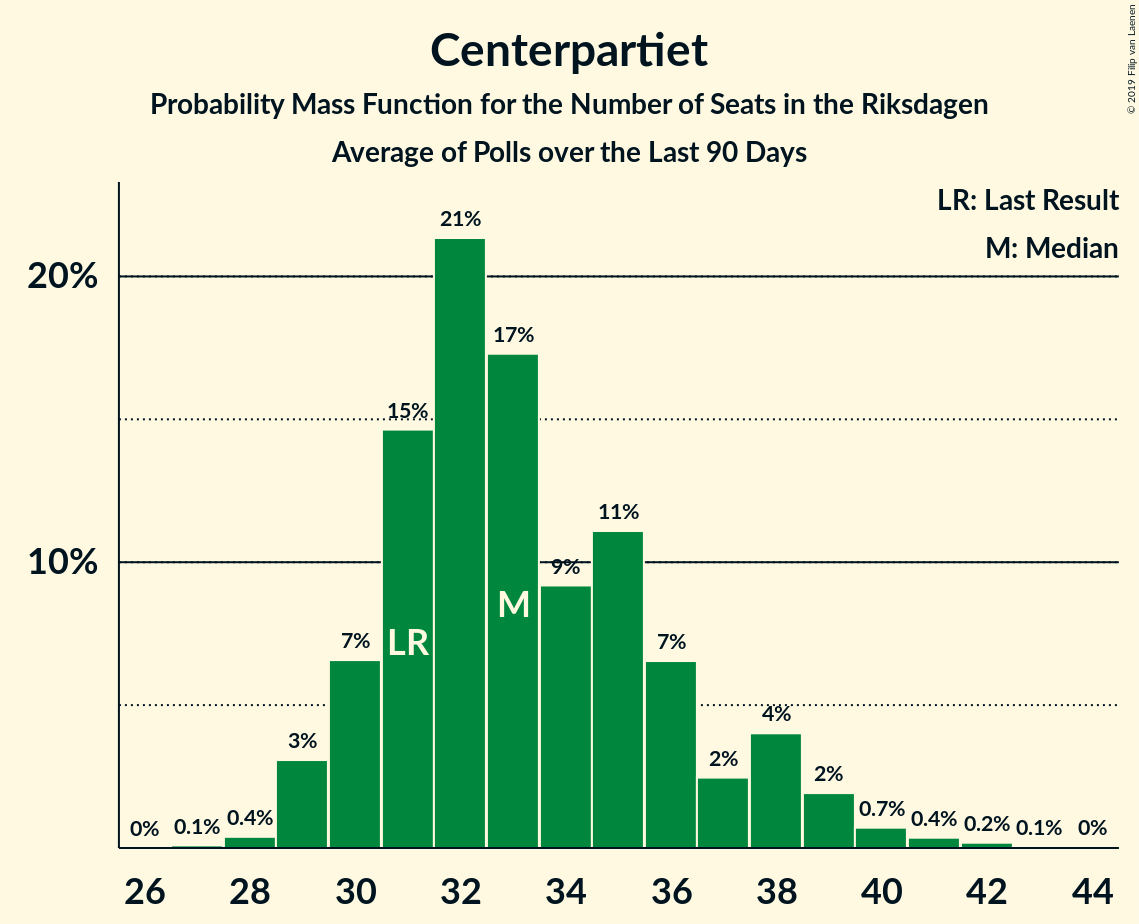 Centerpartiet
Probability Mass Function for the Number of Seats in the Riksdagen
Average of Polls over the Last 90 Days
© 2019 Filip van Laenen
LR: Last Result
M: Median
20%
10%
0%
0.1%
0.4%
3%
7%
15%
21%
17%
9%
11%
7%
2%
4%
2%
0.7%
0.4%
0.2%
0.1%
0%
LR
M
26 28 30 32 34 36 38 40 42 44